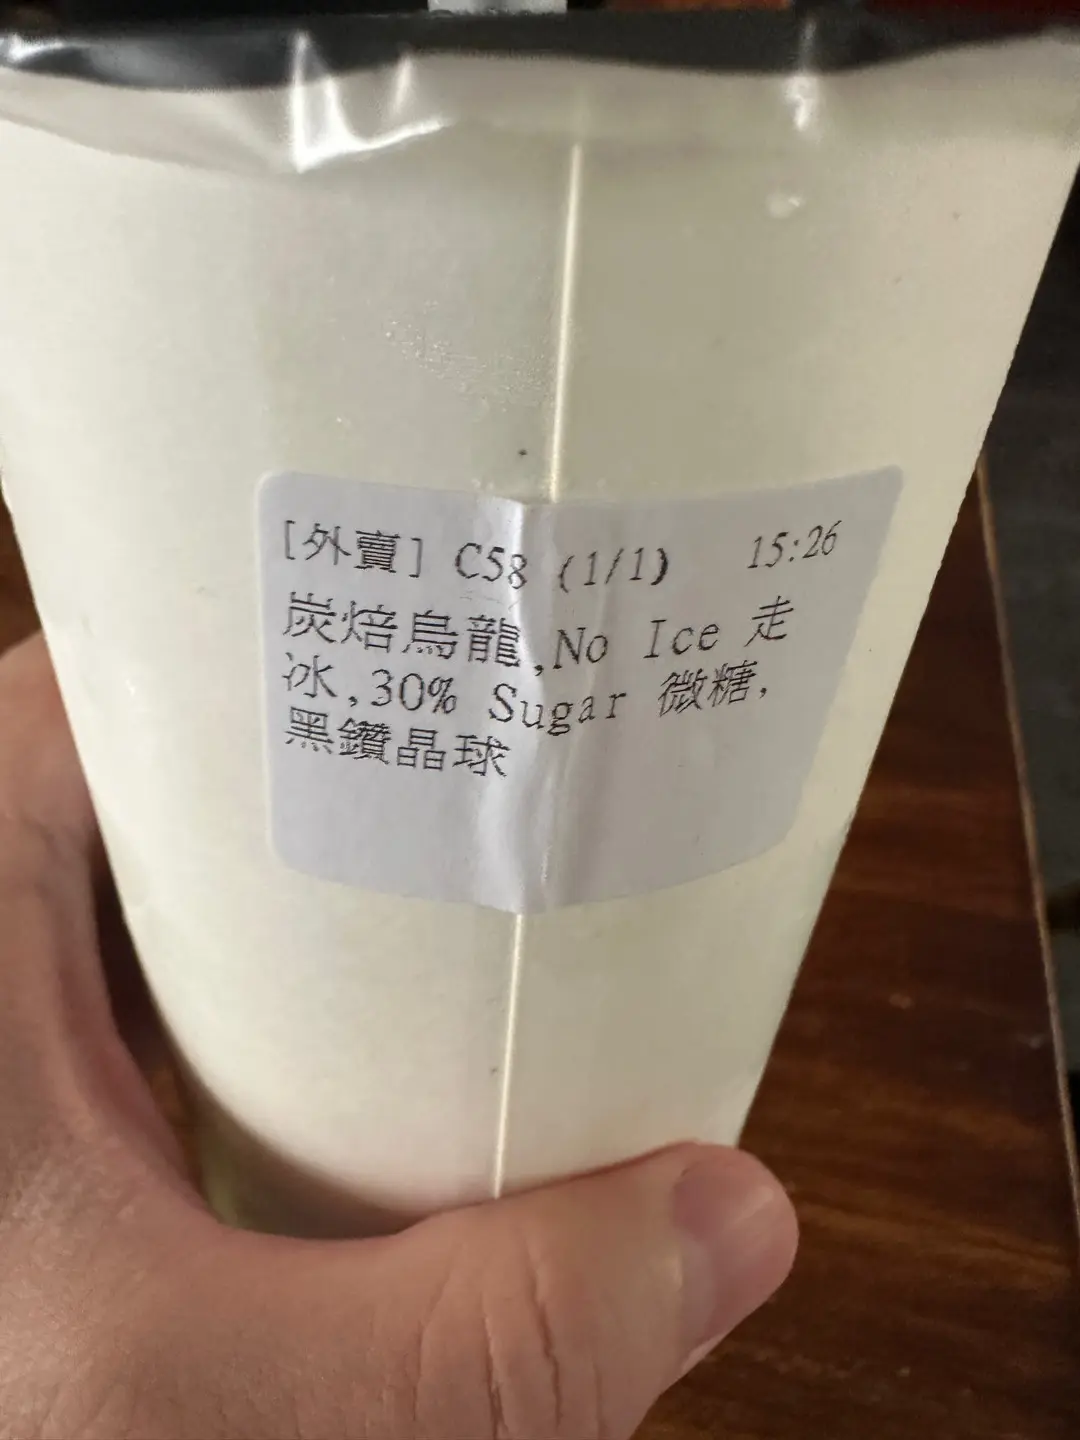 [外賣] C58 (1/1) 15:26
炭焙烏龍,No Ice 走
冰,30% Sugar 微糖,
黑鑽晶球